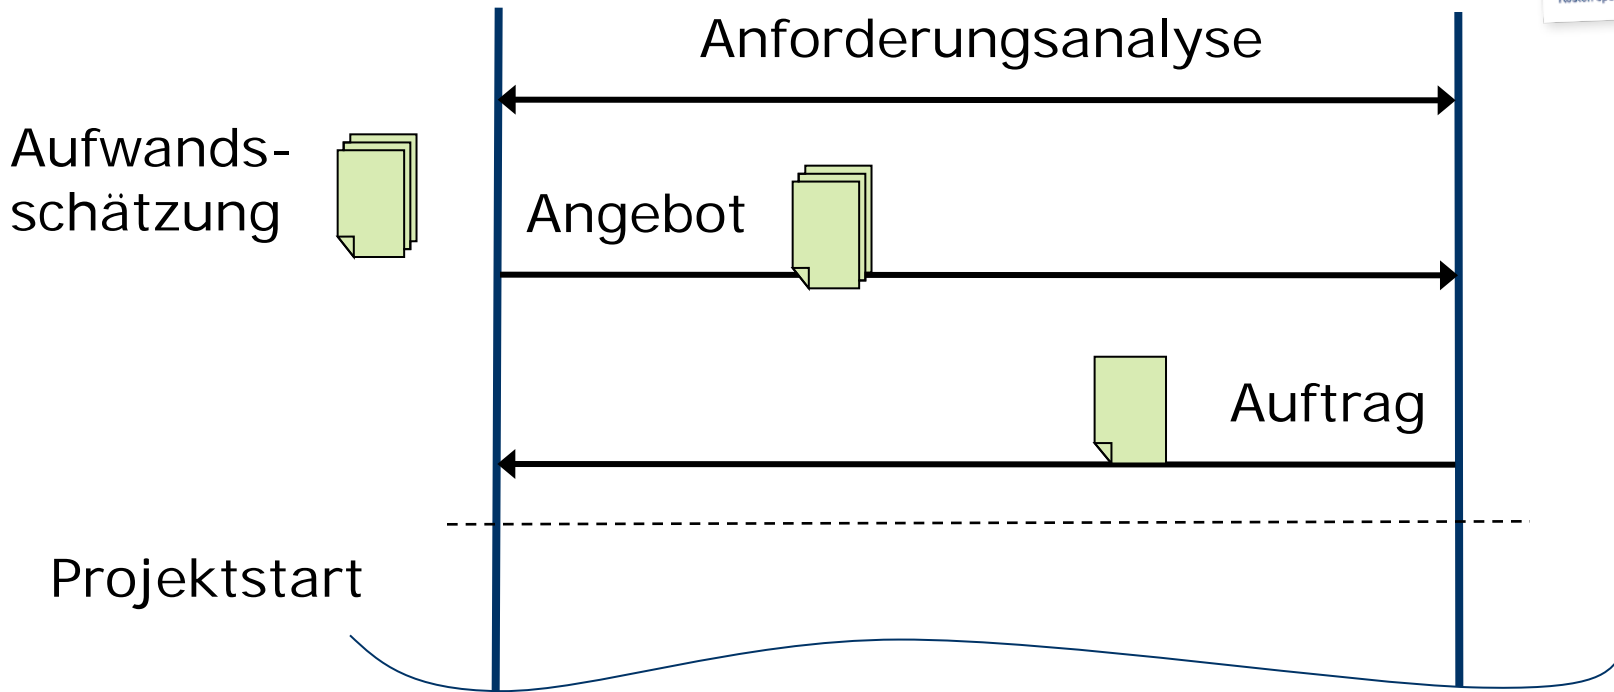 Anforderungsanalyse
Aufwands-
schätzung
Angebot
Auftrag
Projektstart